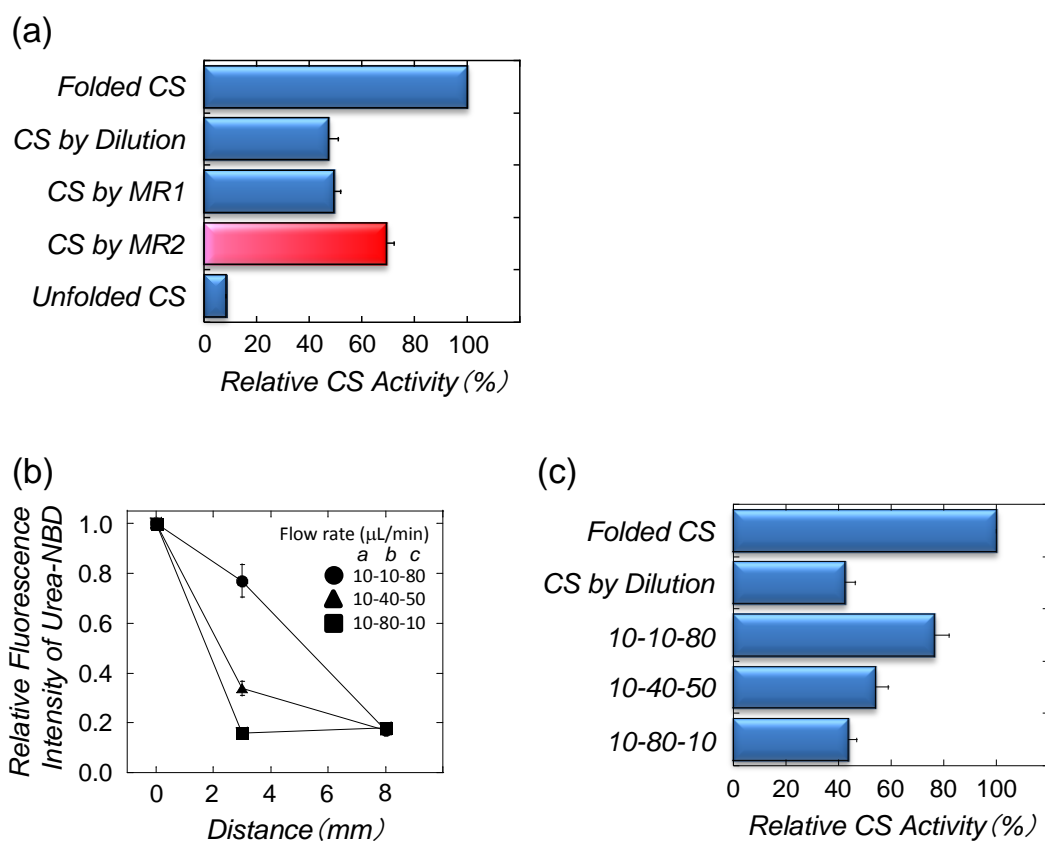 (a)
Folded CS
CS by Dilution
CS by MR1
CS by MR2
Unfolded CS
0 20 40 60 80 100
Relative CS Activity (%)
(b)
Relative Fluorescence
Intensity of Urea-NBD
1.0
0.8
0.6
0.4
0.2
0.0
Flow rate (μL/min)
a b c
10-10-80
10-40-50
10-80-10
0 2 4 6 8
Distance (mm)
(c)
Folded CS
CS by Dilution
10-10-80
10-40-50
10-80-10
0 20 40 60 80 100
Relative CS Activity (%)